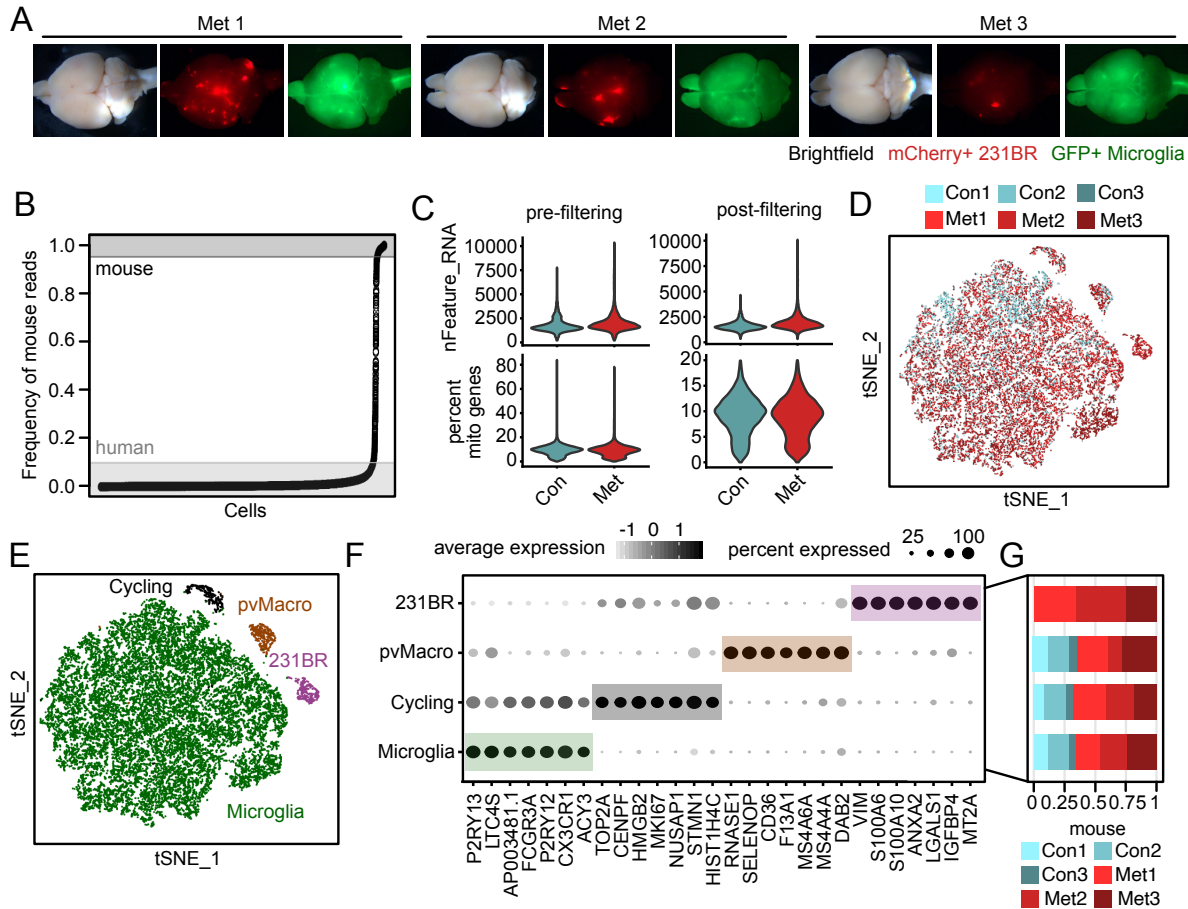 A
Met 1
Met 2
Met 3
Brightfield mCherry+ 231BR GFP+ Microglia
B
Frequency of mouse reads
1.0
0.8
0.6
0.4
0.2
0.0
mouse
human
Cells
C
pre-filtering
post-filtering
nFeature_RNA
10000
7500
5000
2500
0
10000
7500
5000
2500
0
percent
mito genes
80
60
40
20
0
20
15
10
5
0
Con
Met
Con
Met
D
Con1 Con2 Con3
Met1 Met2 Met3
tSNE_2
tSNE_1
E
Cycling
pvMacro
231BR
Microglia
tSNE_2
tSNE_1
F
average expression
-1 0 1
percent expressed
25 100
231BR
pvMacro
Cycling
Microglia
P2RY13
LTC4S
AP003481.1
FCGR3A
P2RY12
CX3CR1
ACY3
TOP2A
CENPF
HMGB2
MKI67
NUSAP1
STMN1
HIST1H4C
RNASE1
SELENOP
CD36
F13A1
MS4A6A
MS4A4A
DAB2
VIM
S100A6
S100A10
ANXA2
LGALS1
IGFBP4
MT2A
G
0 0.25 0.5 0.75 1
mouse
Con1 Con2
Con3 Met1
Met2 Met3